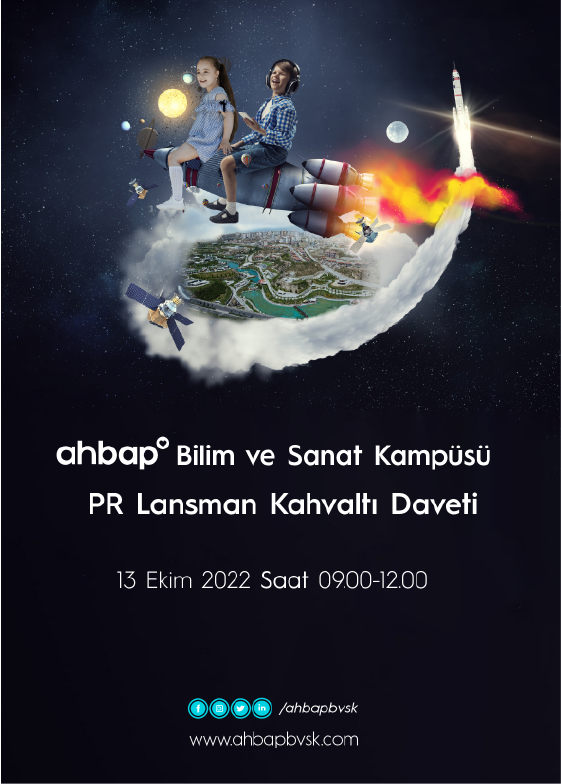 ahbap Bilim ve Sanat Kampüsü
PR Lansman Kahvaltı Daveti
13 Ekim 2022 Saat 09.00-12.00
/ahbapbvsk
www.ahbapbvsk.com